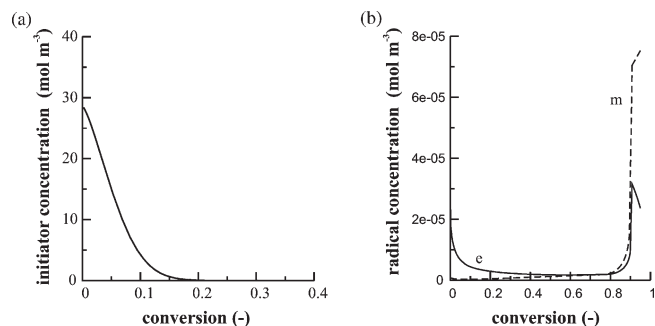 (a)
initiator concentration (mol m-3)
40
30
20
10
0
0
0.1
0.2
0.3
0.4
conversion (-)
(b)
radical concentration (mol m-3)
8e-05
6e-05
4e-05
2e-05
0
0
0.2
0.4
0.6
0.8
1
m
e
conversion (-)